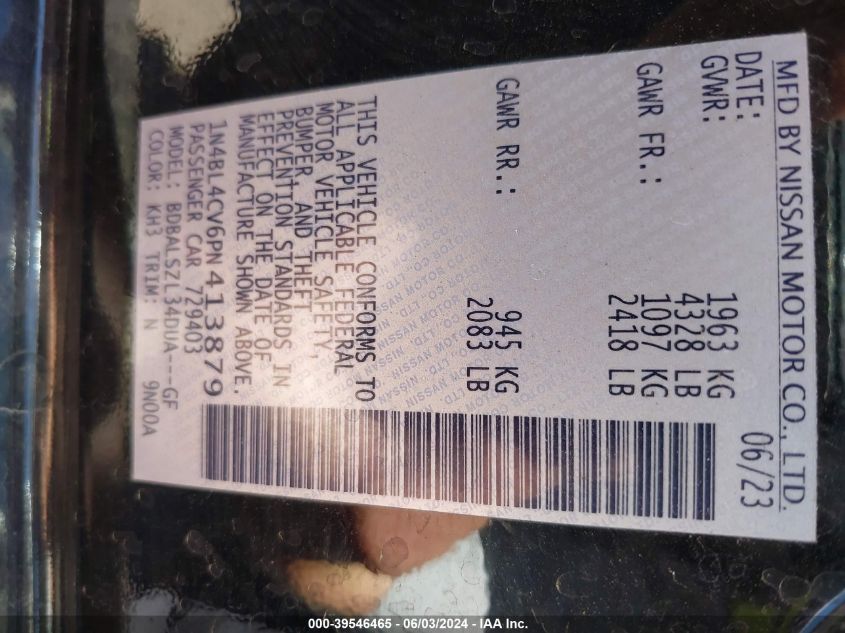 MFD BY NISSAN MOTOR CO., LTD.
DATE: 06/23
GVWR: 1963 KG
4328 LB
GAWR FR.: 1097 KG
2418 LB
GAWR RR.: 945 KG
2083 LB
THIS VEHICLE CONFORMS TO
ALL APPLICABLE FEDERAL
MOTOR VEHICLE SAFETY,
BUMPER, AND THEFT
PREVENTION STANDARDS IN
EFFECT ON THE DATE OF
MANUFACTURE SHOWN ABOVE.
1N4BL4CV6PN413879
PASSENGER CAR 729403
MODEL: BDBALSZL34DUA---GF
COLOR: KH3 TRIM: N 9N00A
000-39546465 - 06/03/2024 - IAA Inc.